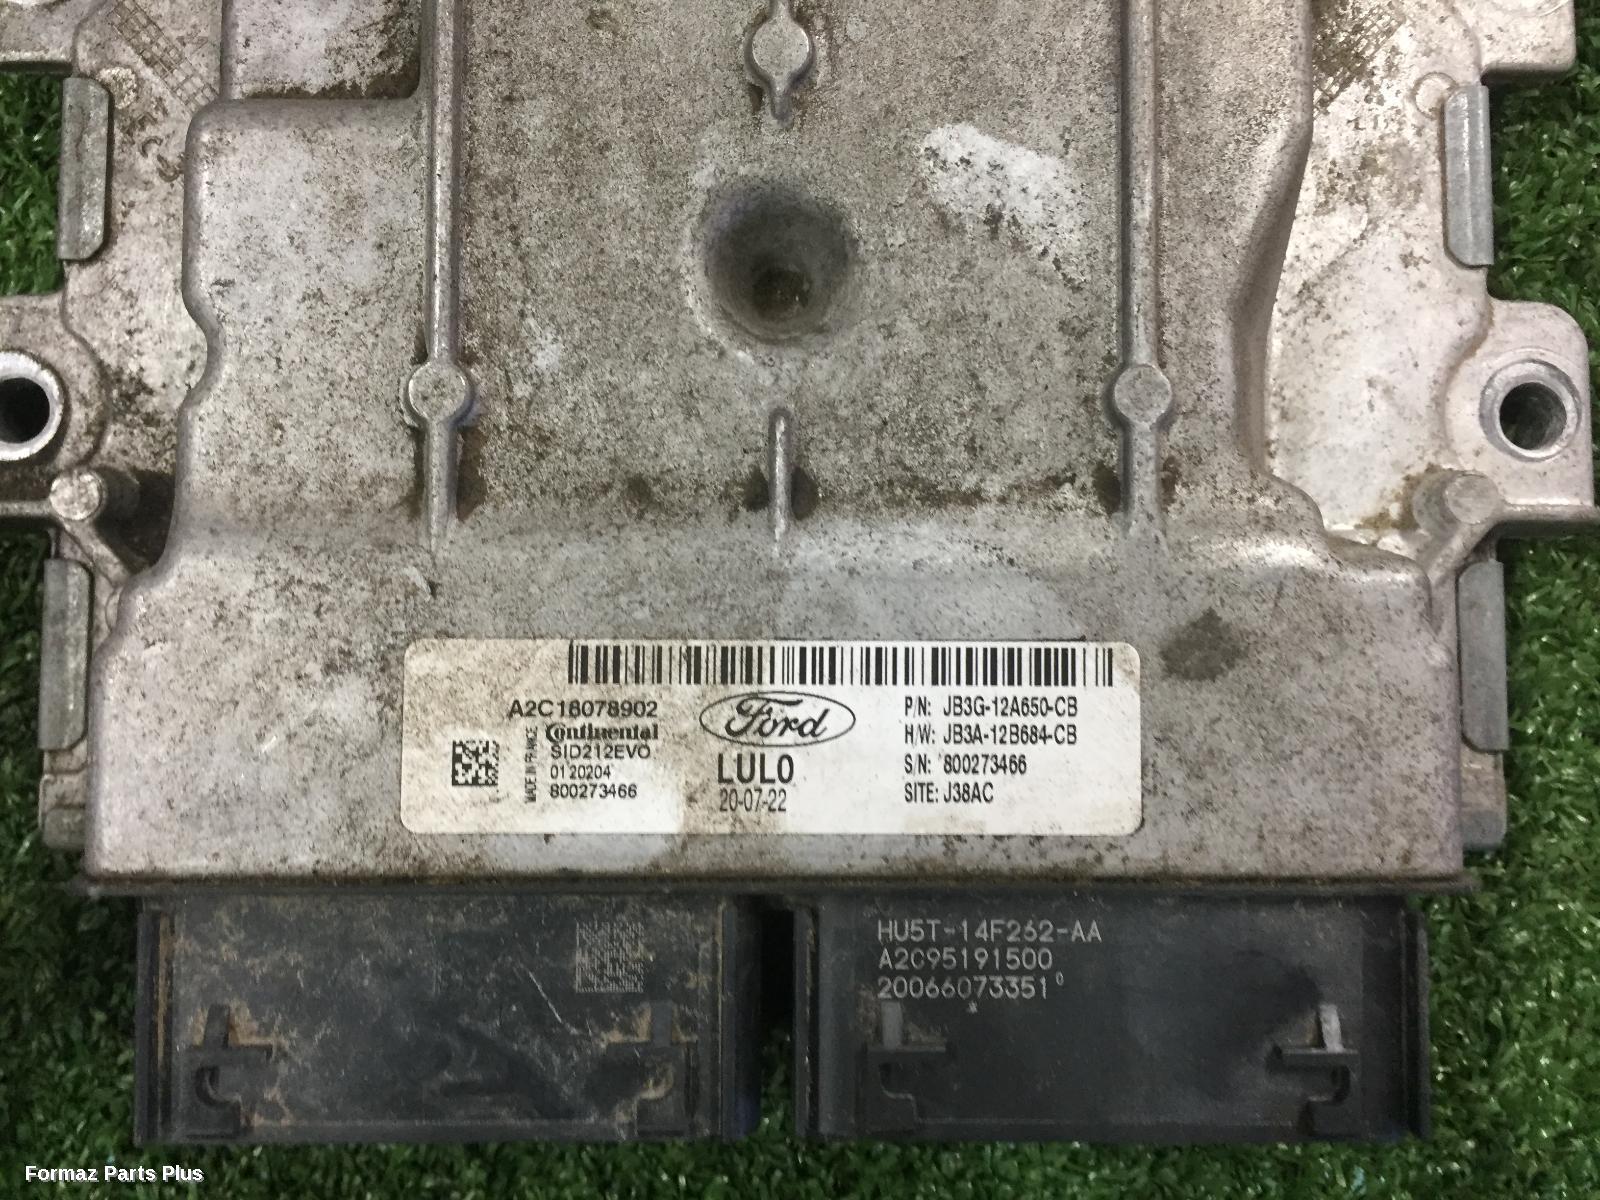 A2C18078902
Continental
SID212EVO
0120204
800273466
MADE IN FRANCE
Ford
LUL0
20-07-22
P/N: JB3G-12A650-CB
H/W: JB3A-12B684-CB
S/N: 800273466
SITE: J38AC
HU5T-14F262-AA
A2C95191500
20066073351
Formaz Parts Plus